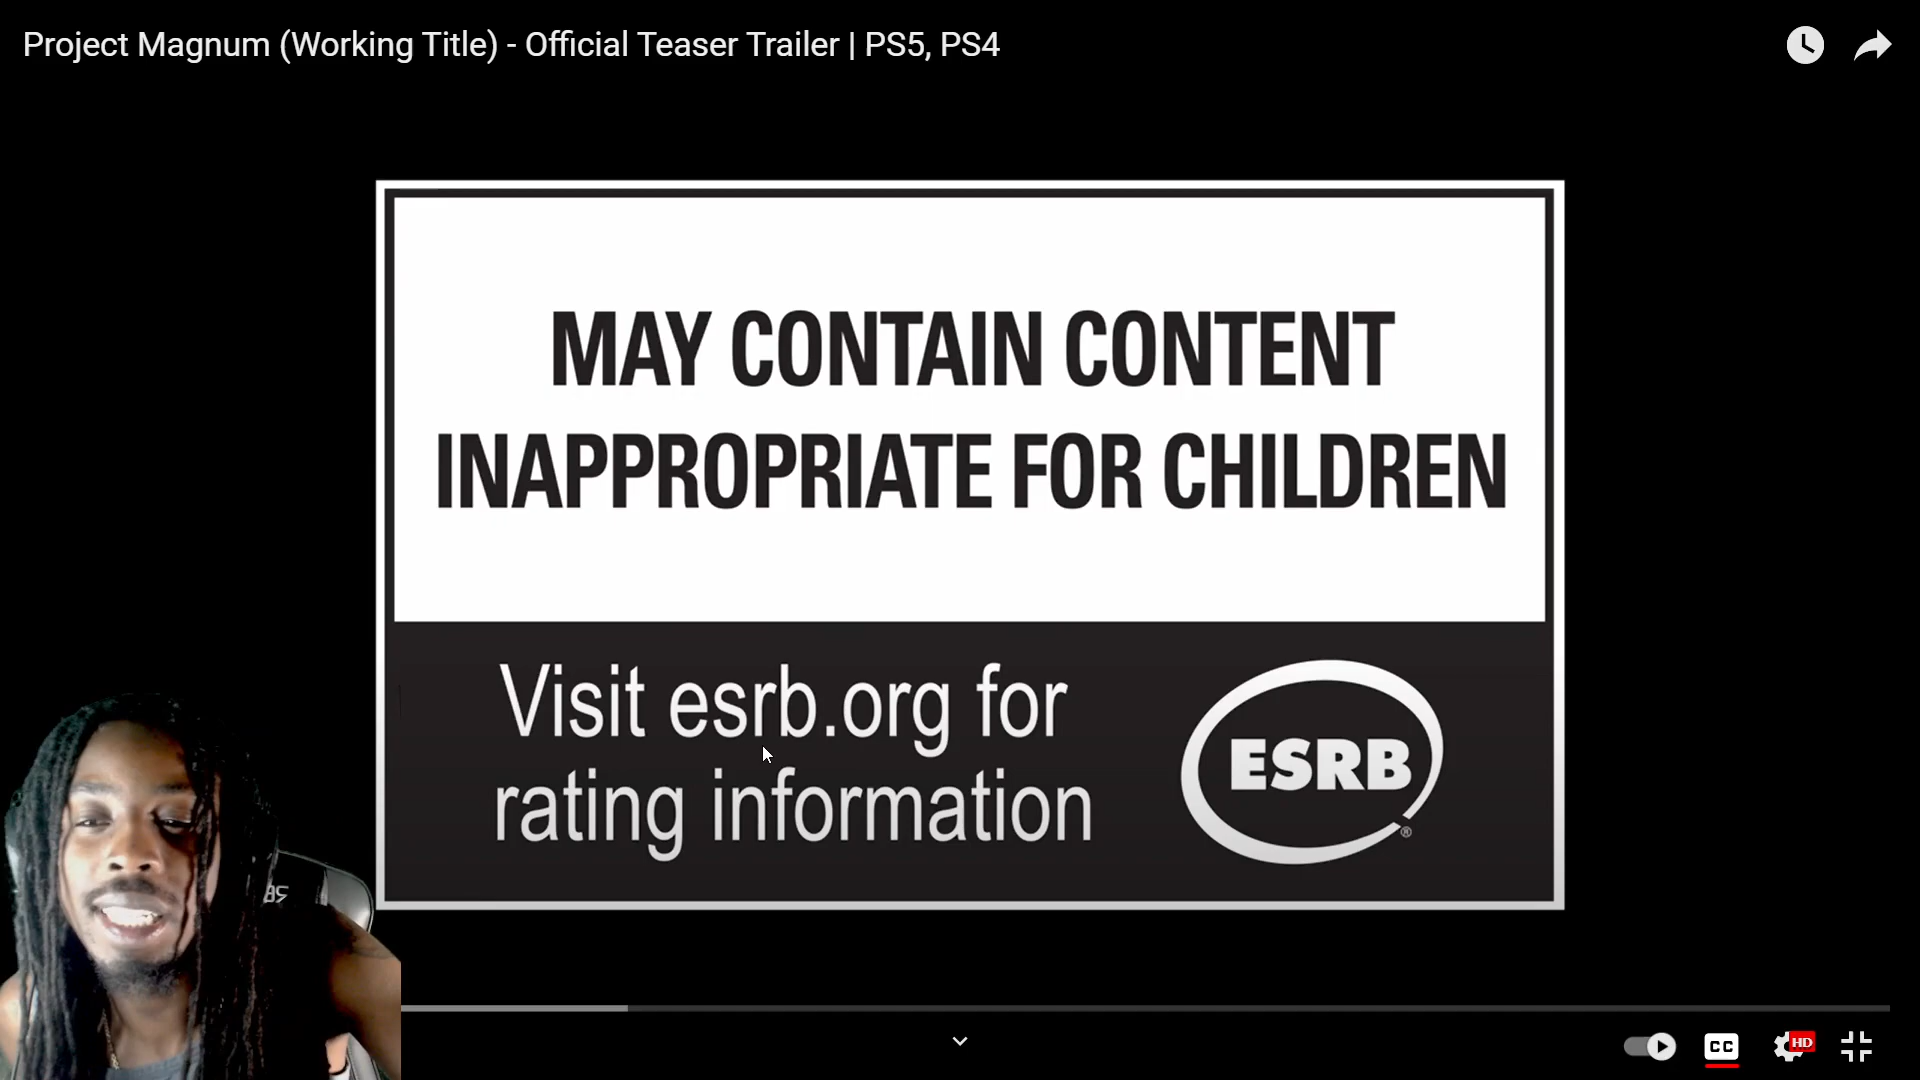 Project Magnum (Working Title) - Official Teaser Trailer | PS5, PS4
MAY CONTAIN CONTENT
INAPPROPRIATE FOR CHILDREN
Visit esrb.org for
rating information
ESRB
®
CC
HD